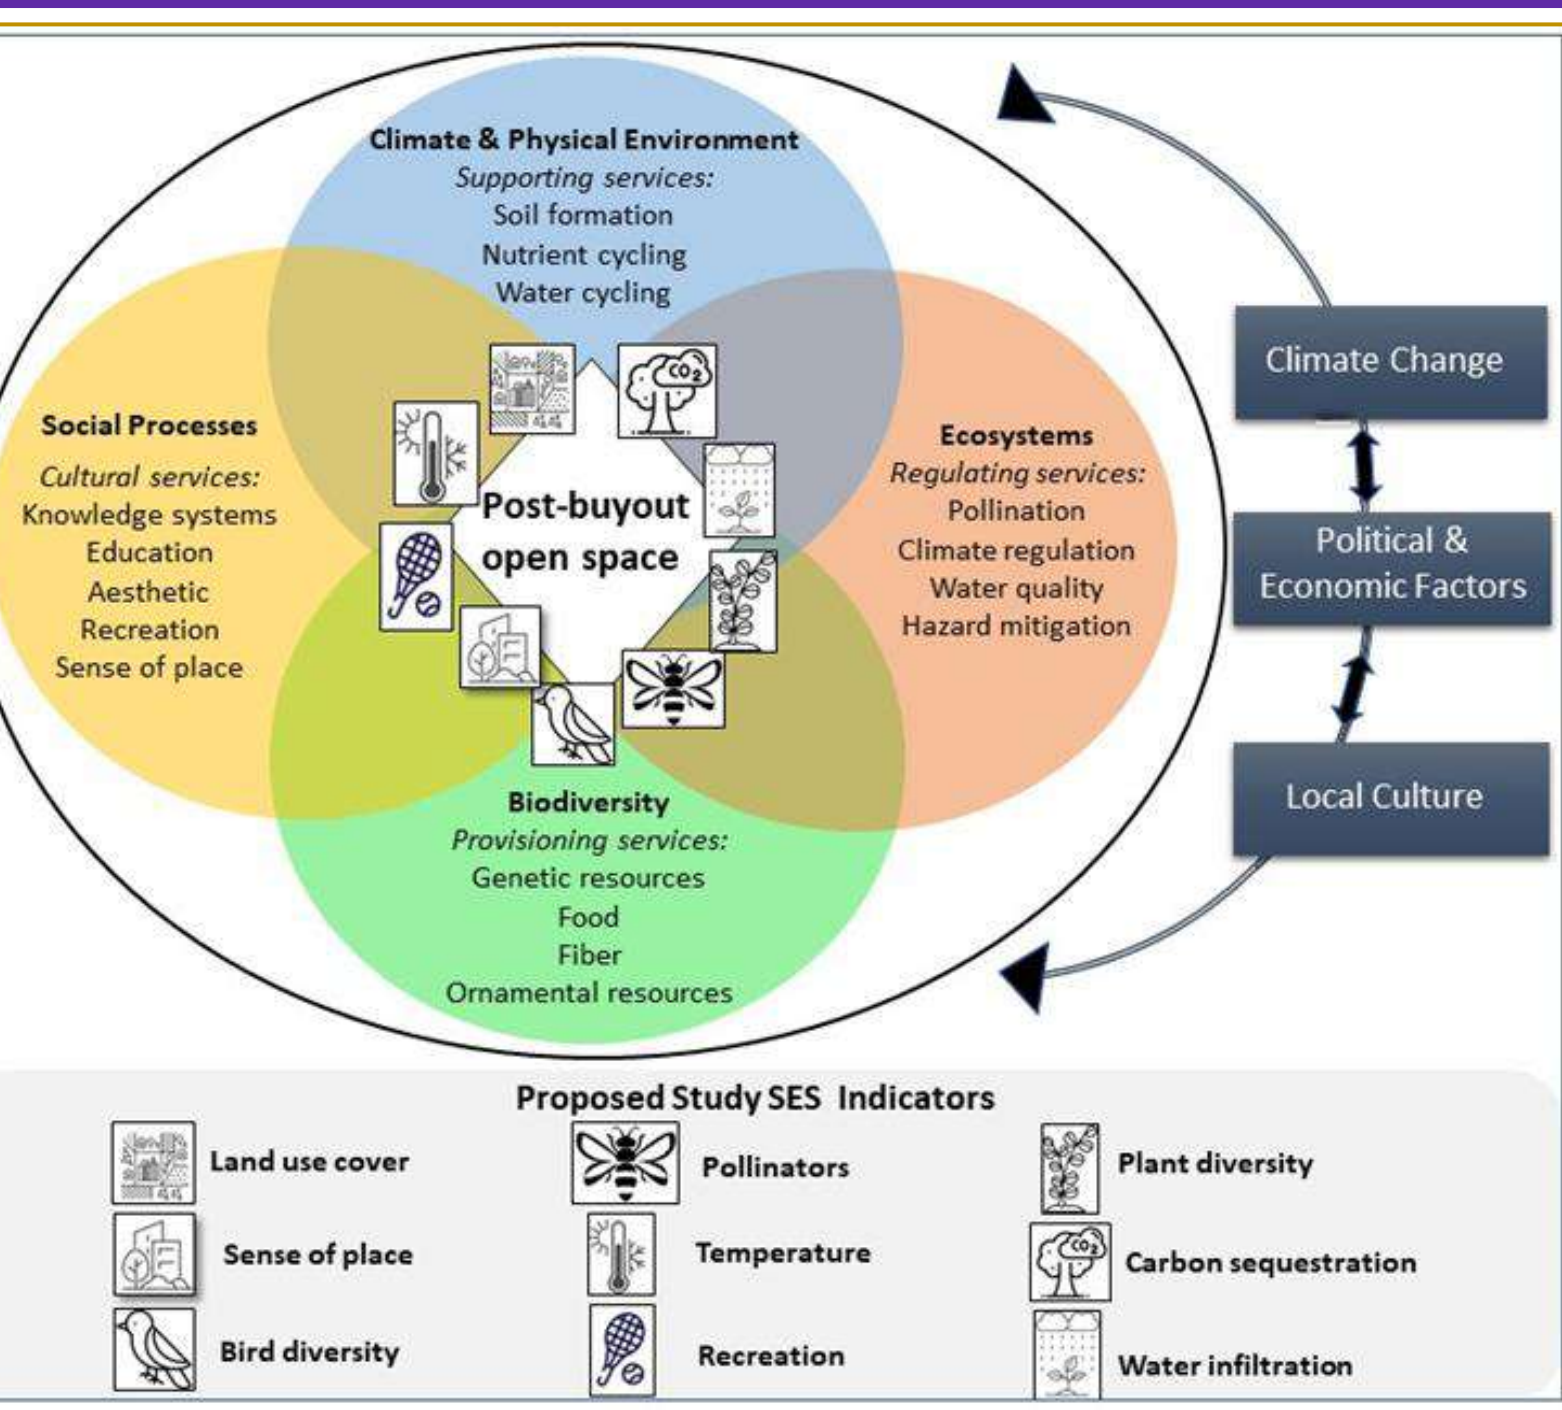 Climate & Physical Environment
Supporting services:
Soil formation
Nutrient cycling
Water cycling
Social Processes
Cultural services:
Knowledge systems
Education
Aesthetic
Recreation
Sense of place
CO2
Post-buyout
open space
Ecosystems
Regulating services:
Pollination
Climate regulation
Water quality
Hazard mitigation
Biodiversity
Provisioning services:
Genetic resources
Food
Fiber
Ornamental resources
Climate Change
Political &
Economic Factors
Local Culture
Proposed Study SES Indicators
Land use cover
Pollinators
Plant diversity
Sense of place
Temperature
CO2
Carbon sequestration
Bird diversity
Recreation
Water infiltration